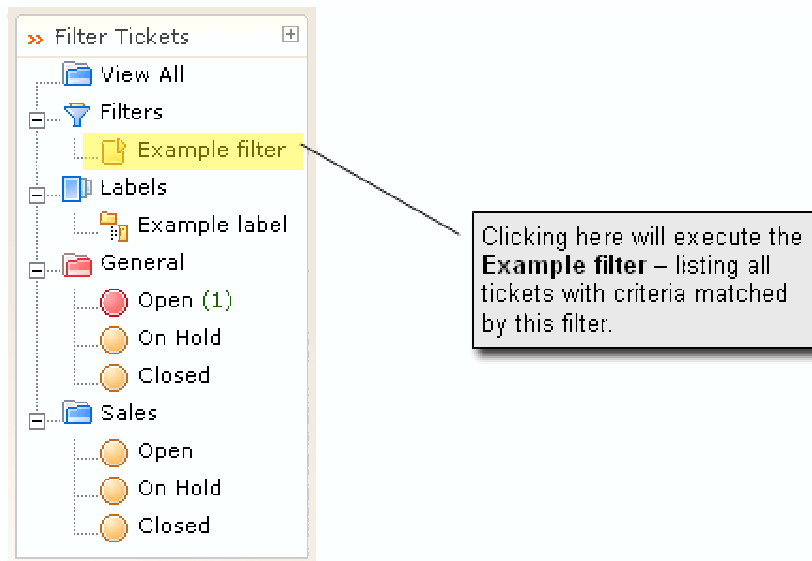 Filter Tickets
View All
Filters
Example filter
Labels
Example label
General
Open (1)
On Hold
Closed
Sales
Open
On Hold
Closed
Clicking here will execute the
Example filter – listing all
tickets with criteria matched
by this filter.